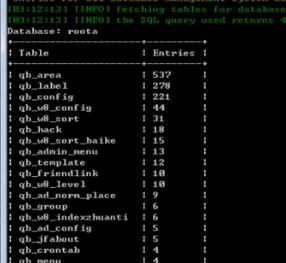 [03:12:13] [INFO] fetching tables for database
[03:12:13] [INFO] the SQL query used returns 4
Database: roota
| Table | Entries |
| qb_area | 537 |
| qb_label | 278 |
| qb_config | 221 |
| qb_w8_config | 44 |
| qb_w8_sort | 31 |
| qb_hack | 18 |
| qb_w8_sort_baike | 15 |
| qb_admin_menu | 13 |
| qb_template | 12 |
| qb_friendlink | 10 |
| qb_w8_level | 10 |
| qb_ad_norm_place | 9 |
| qb_group | 6 |
| qb_w8_indexzhuanti | 6 |
| qb_ad_config | 5 |
| qb_jfabout | 5 |
| qb_crontab | 4 |
| qb_menu | 4 |